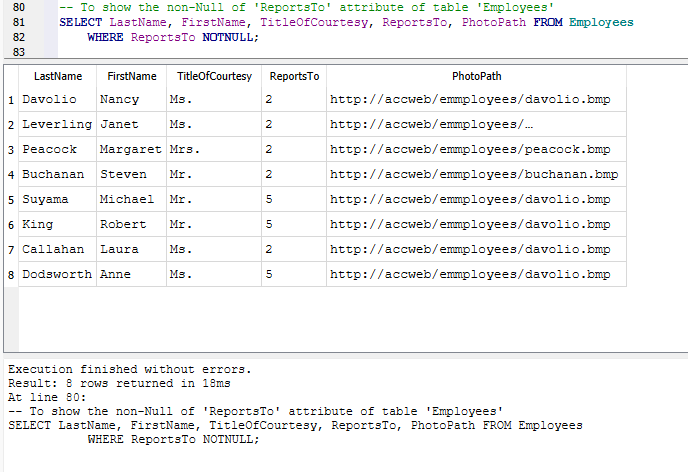 80 -- To show the non-Null of 'ReportsTo' attribute of table 'Employees'
81 SELECT LastName, FirstName, TitleOfCourtesy, ReportsTo, PhotoPath FROM Employees
82 WHERE ReportsTo NOTNULL;
83
LastName FirstName TitleOfCourtesy ReportsTo PhotoPath
1 Davolio Nancy Ms. 2 http://accweb/emmployees/davolio.bmp
2 Leverling Janet Ms. 2 http://accweb/emmployees/…
3 Peacock Margaret Mrs. 2 http://accweb/emmployees/peacock.bmp
4 Buchanan Steven Mr. 2 http://accweb/emmployees/buchanan.bmp
5 Suyama Michael Mr. 5 http://accweb/emmployees/davolio.bmp
6 King Robert Mr. 5 http://accweb/emmployees/davolio.bmp
7 Callahan Laura Ms. 2 http://accweb/emmployees/davolio.bmp
8 Dodsworth Anne Ms. 5 http://accweb/emmployees/davolio.bmp
Execution finished without errors.
Result: 8 rows returned in 18ms
At line 80:
-- To show the non-Null of 'ReportsTo' attribute of table 'Employees'
SELECT LastName, FirstName, TitleOfCourtesy, ReportsTo, PhotoPath FROM Employees
WHERE ReportsTo NOTNULL;